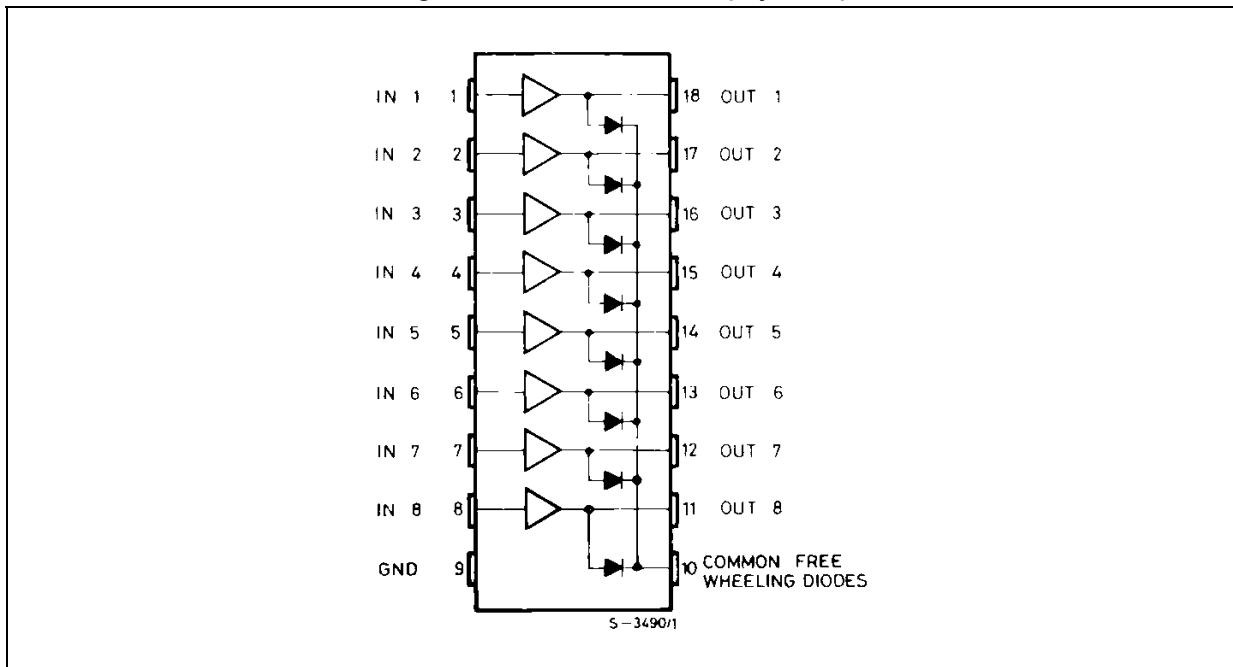 IN 1 1 18 OUT 1
IN 2 2 17 OUT 2
IN 3 3 16 OUT 3
IN 4 4 15 OUT 4
IN 5 5 14 OUT 5
IN 6 6 13 OUT 6
IN 7 7 12 OUT 7
IN 8 8 11 OUT 8
GND 9 10 COMMON FREE
WHEELING DIODES
S-3490/1